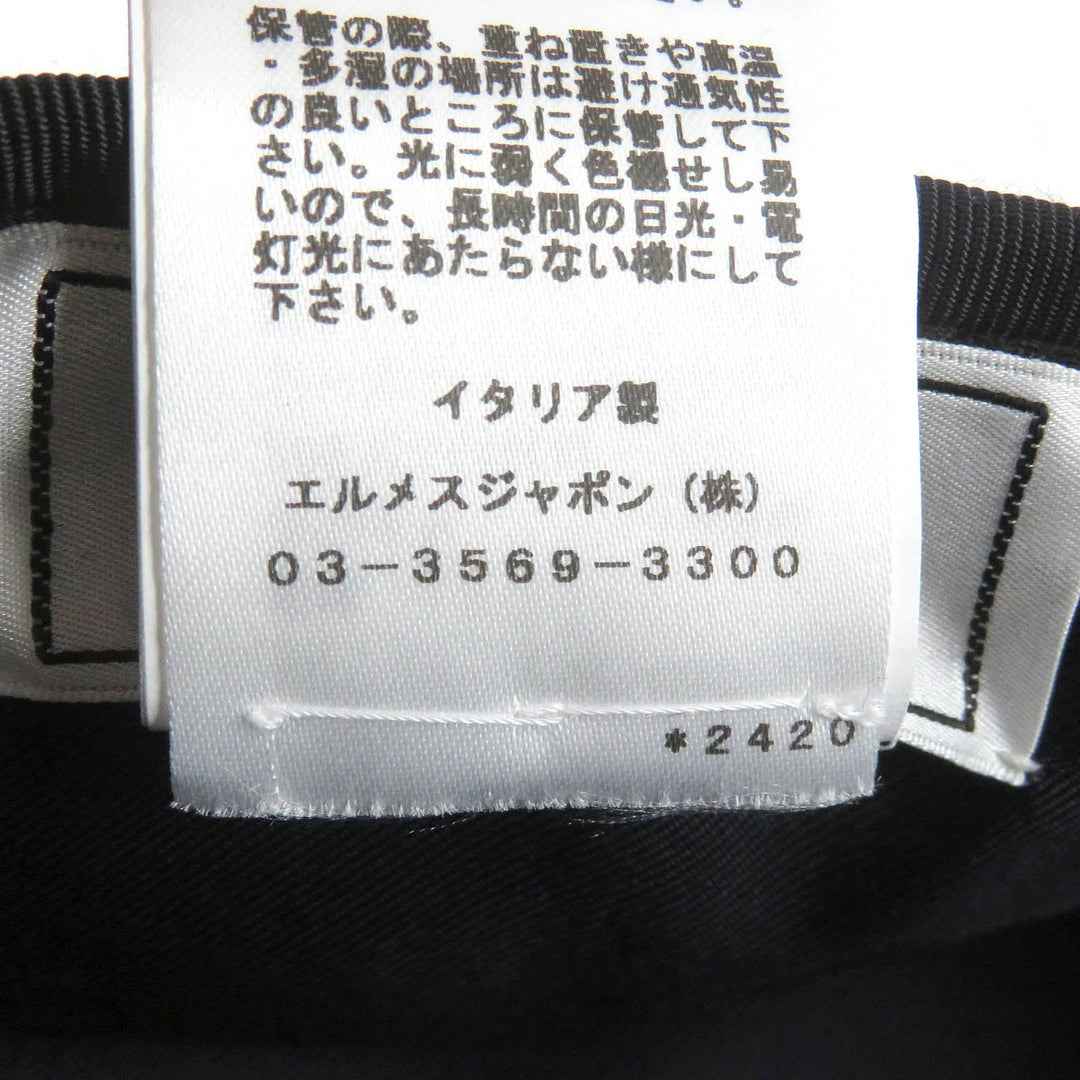 保管の際、重ね置きや高温
・多湿の場所は避け通気性
の良いところに保管して下
さい。光に弱く色褪せし易
いので、長時間の日光・電
灯光にあたらない様にして
下さい。
イタリア製
エルメスジャポン（株）
03-3569-3300
*2420